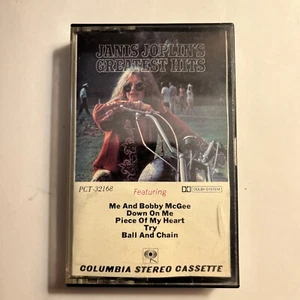 JANIS JOPLIN'S
GREATEST HITS
PCT-32168
Featuring
DOLBY SYSTEM
Me And Bobby McGee
Down On Me
Piece Of My Heart
Try
Ball And Chain
COLUMBIA STEREO CASSETTE